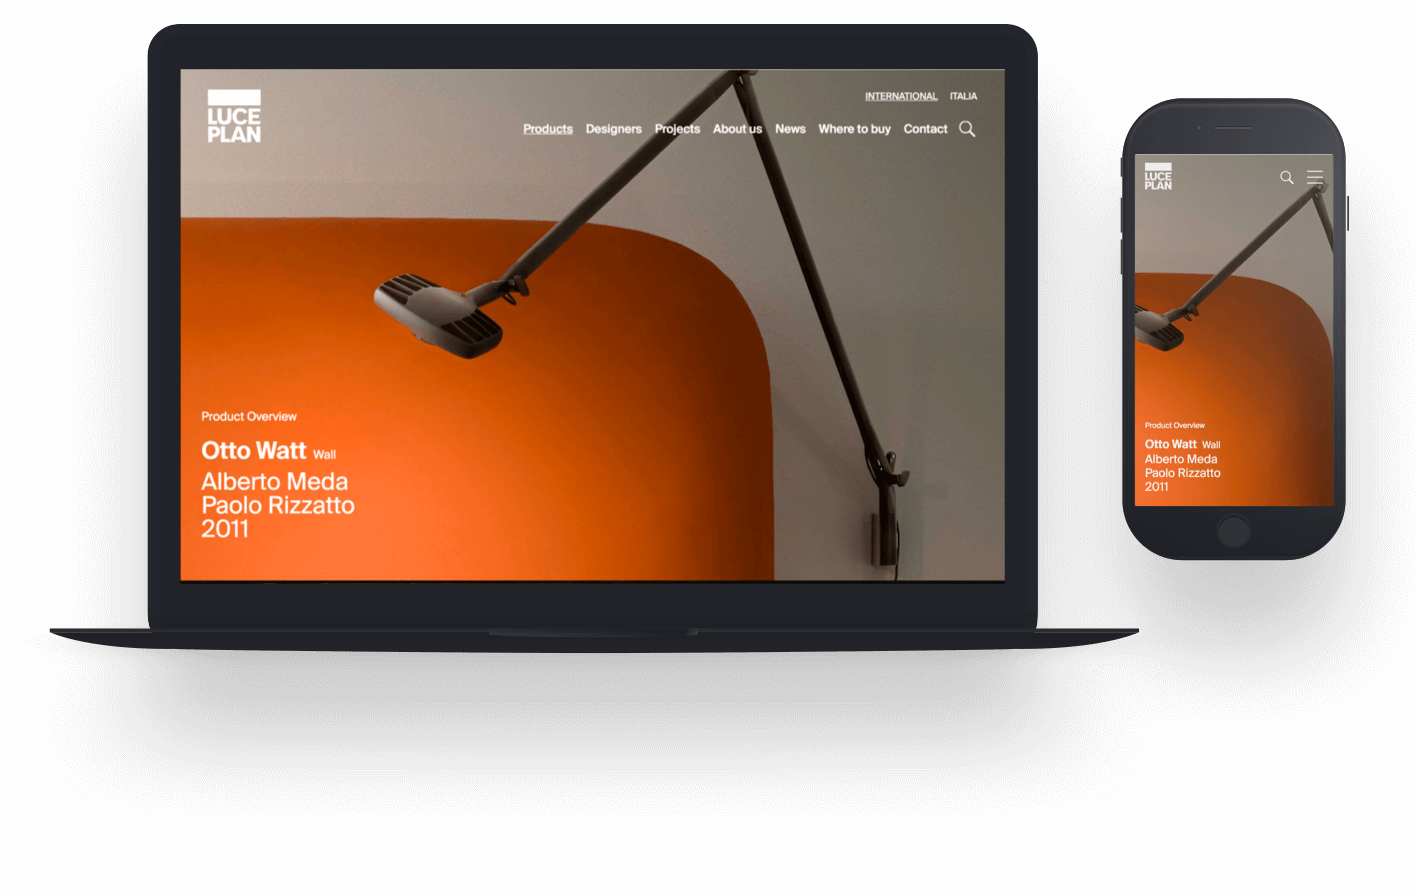 LUCE
PLAN
INTERNATIONAL ITALIA
Products Designers Projects About us News Where to buy Contact
Product Overview
Otto Watt Wall
Alberto Meda
Paolo Rizzatto
2011
LUCE
PLAN
Product Overview
Otto Watt Wall
Alberto Meda
Paolo Rizzatto
2011